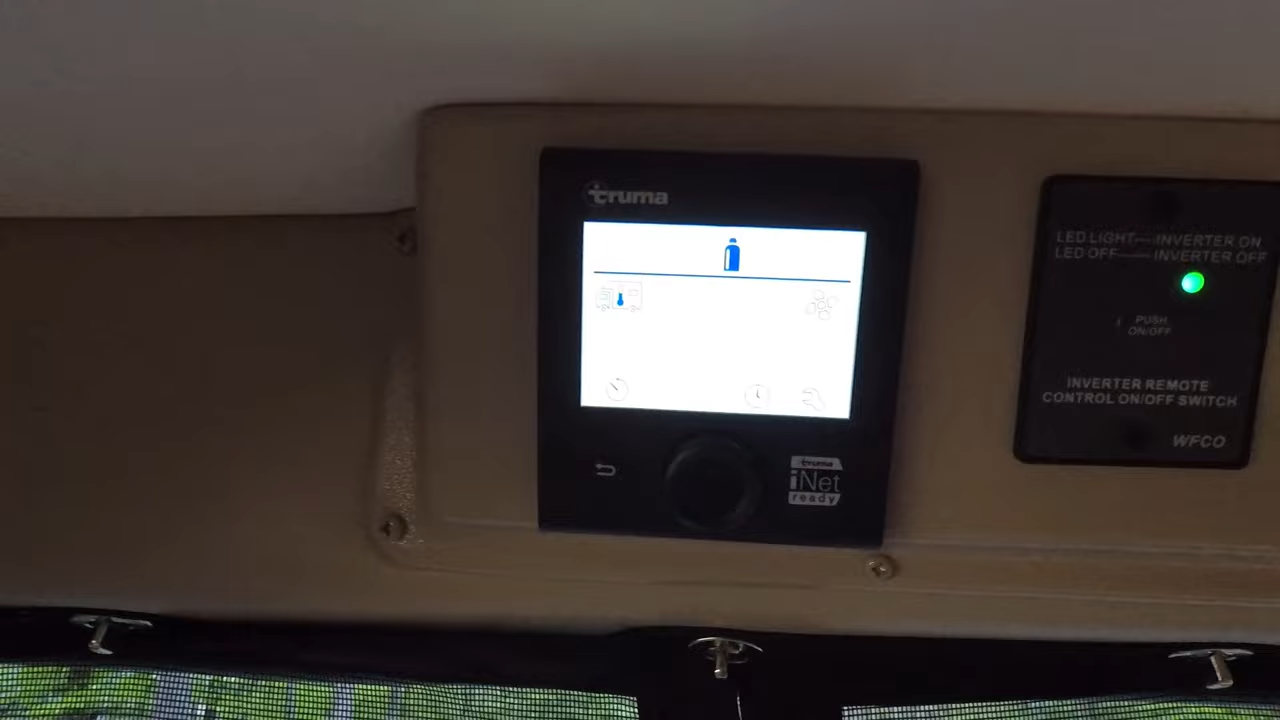 truma
LED LIGHT----INVERTER ON
LED OFF------INVERTER OFF
PUSH
ON/OFF
INVERTER REMOTE
CONTROL ON/OFF SWITCH
WFCO
truma
iNet
ready